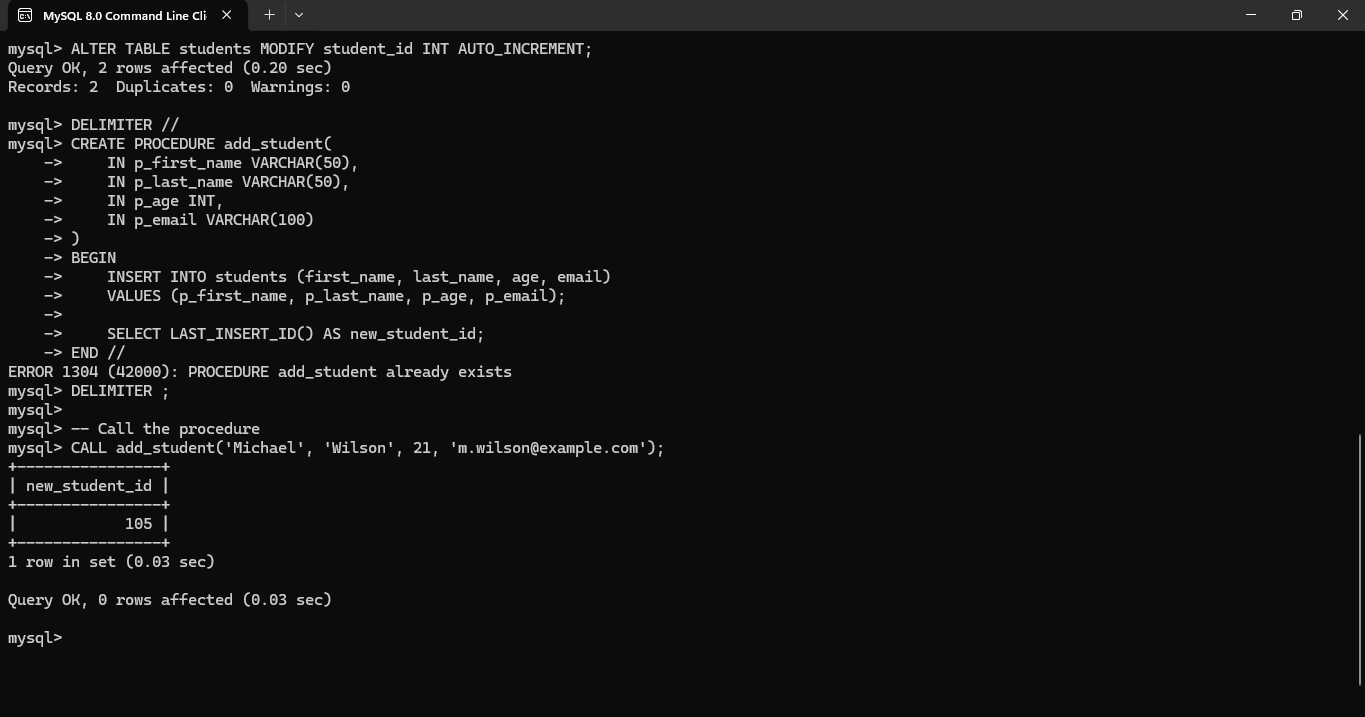 MySQL 8.0 Command Line Cli
mysql> ALTER TABLE students MODIFY student_id INT AUTO_INCREMENT;
Query OK, 2 rows affected (0.20 sec)
Records: 2  Duplicates: 0  Warnings: 0
mysql> DELIMITER //
mysql> CREATE PROCEDURE add_student(
    ->     IN p_first_name VARCHAR(50),
    ->     IN p_last_name VARCHAR(50),
    ->     IN p_age INT,
    ->     IN p_email VARCHAR(100)
    -> )
    -> BEGIN
    ->     INSERT INTO students (first_name, last_name, age, email)
    ->     VALUES (p_first_name, p_last_name, p_age, p_email);
    ->
    ->     SELECT LAST_INSERT_ID() AS new_student_id;
    -> END //
ERROR 1304 (42000): PROCEDURE add_student already exists
mysql> DELIMITER ;
mysql>
mysql> -- Call the procedure
mysql> CALL add_student('Michael', 'Wilson', 21, 'm.wilson@example.com');
+----------------+
| new_student_id |
+----------------+
|            105 |
+----------------+
1 row in set (0.03 sec)
Query OK, 0 rows affected (0.03 sec)
mysql>